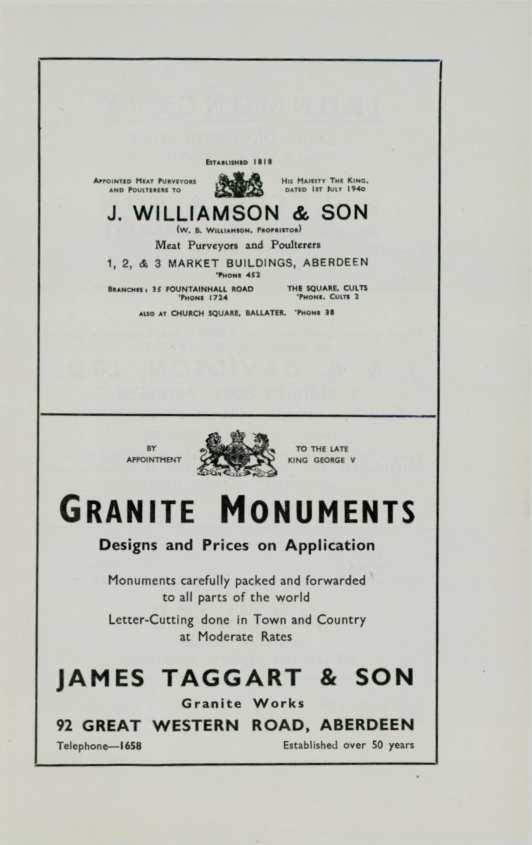 ESTABLISHED 1818
APPOINTED MEAT PURVEYORS AND POULTERERS TO
HIS MAJESTY THE KING, DATED 1ST JULY 1940
J. WILLIAMSON & SON
(W. B. WILLIAMSON, PROPRIETOR)
Meat Purveyors and Poulterers
1, 2, & 3 MARKET BUILDINGS, ABERDEEN
'PHONE 452
BRANCHES: 35 FOUNTAINHALL ROAD
'PHONE 1724
THE SQUARE, CULTS
'PHONE, CULTS 2
ALSO AT CHURCH SQUARE, BALLATER. 'PHONE 38
BY APPOINTMENT
TO THE LATE KING GEORGE V
GRANITE MONUMENTS
Designs and Prices on Application
Monuments carefully packed and forwarded
to all parts of the world
Letter-Cutting done in Town and Country
at Moderate Rates
JAMES TAGGART & SON
Granite Works
92 GREAT WESTERN ROAD, ABERDEEN
Telephone—1658
Established over 50 years